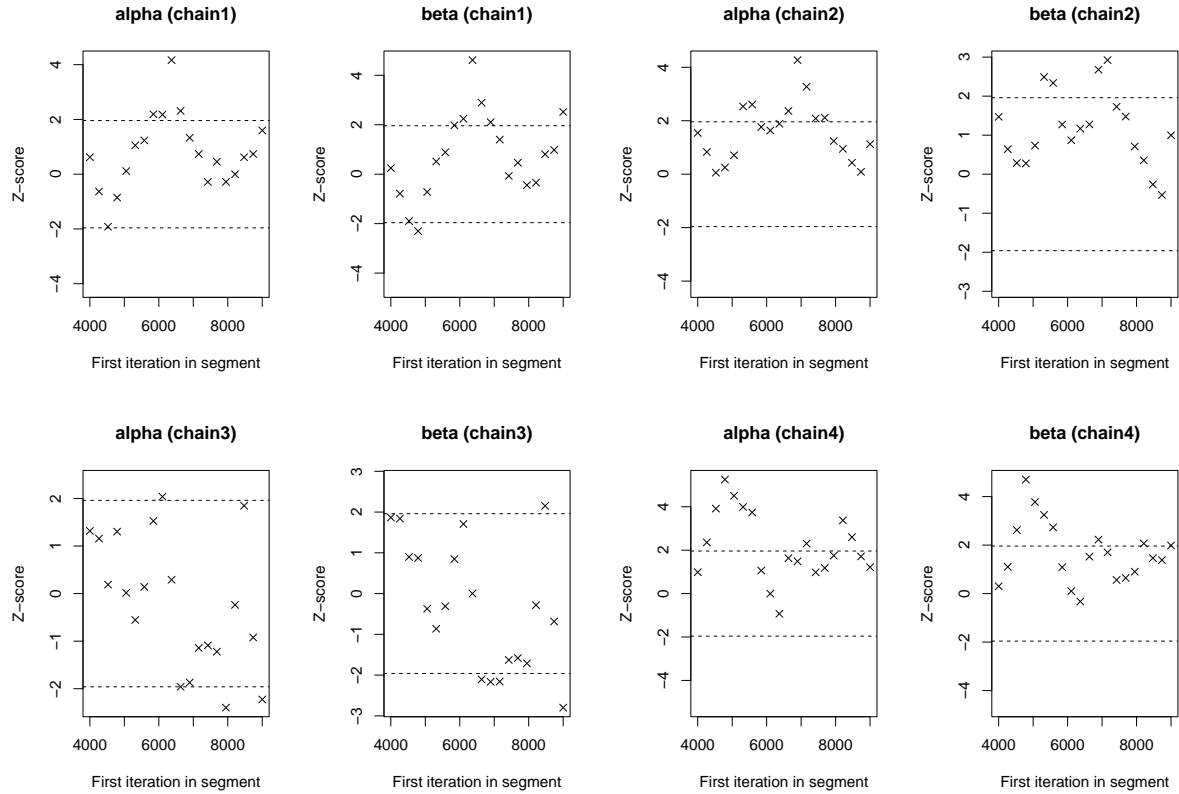 alpha (chain1)
Z−score
4
2
0
−2
−4
4000 6000 8000
First iteration in segment
beta (chain1)
Z−score
4
2
0
−2
−4
4000 6000 8000
First iteration in segment
alpha (chain2)
Z−score
4
2
0
−2
−4
4000 6000 8000
First iteration in segment
beta (chain2)
Z−score
3
2
1
0
−1
−2
−3
4000 6000 8000
First iteration in segment
alpha (chain3)
Z−score
2
1
0
−1
−2
4000 6000 8000
First iteration in segment
beta (chain3)
Z−score
3
2
1
0
−1
−2
−3
4000 6000 8000
First iteration in segment
alpha (chain4)
Z−score
4
2
0
−2
−4
4000 6000 8000
First iteration in segment
beta (chain4)
Z−score
4
2
0
−2
−4
4000 6000 8000
First iteration in segment